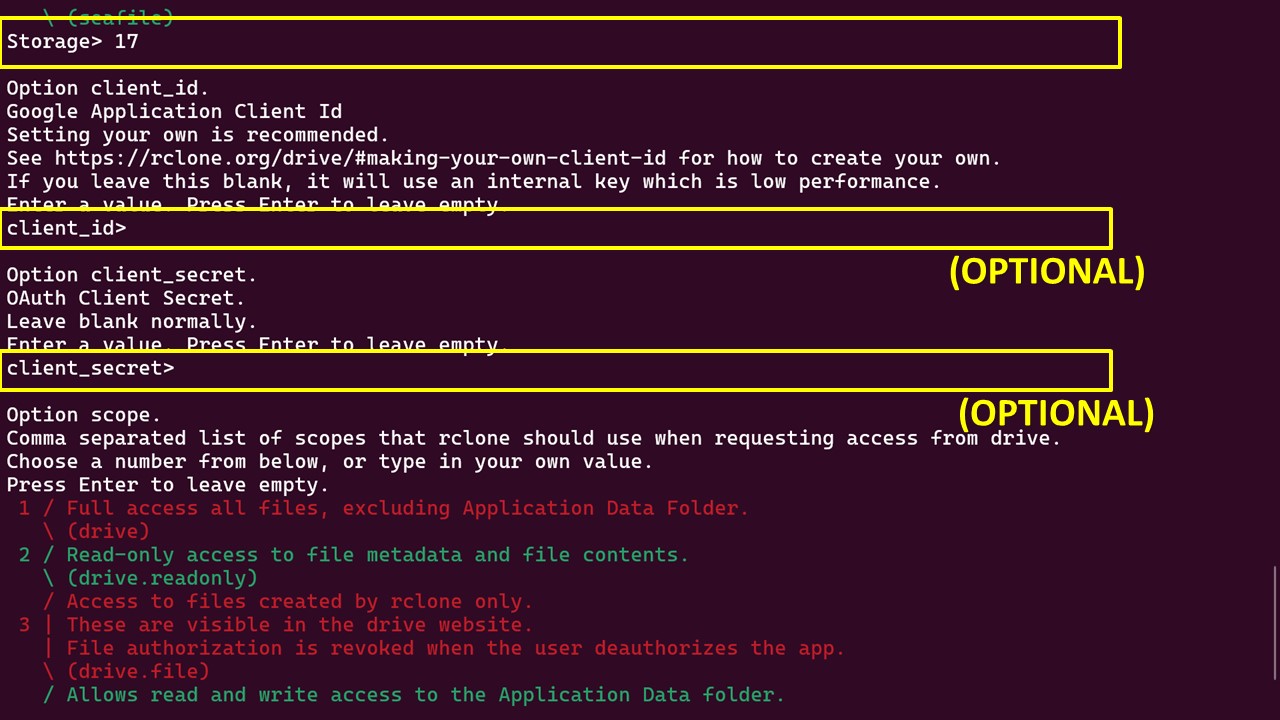 \ (seafile)
Storage> 17
Option client_id.
Google Application Client Id
Setting your own is recommended.
See https://rclone.org/drive/#making-your-own-client-id for how to create your own.
If you leave this blank, it will use an internal key which is low performance.
Enter a value. Press Enter to leave empty.
client_id>
(OPTIONAL)
Option client_secret.
OAuth Client Secret.
Leave blank normally.
Enter a value. Press Enter to leave empty.
client_secret>
(OPTIONAL)
Option scope.
Comma separated list of scopes that rclone should use when requesting access from drive.
Choose a number from below, or type in your own value.
Press Enter to leave empty.
1 / Full access all files, excluding Application Data Folder.
\ (drive)
2 / Read-only access to file metadata and file contents.
\ (drive.readonly)
/ Access to files created by rclone only.
3 | These are visible in the drive website.
| File authorization is revoked when the user deauthorizes the app.
\ (drive.file)
/ Allows read and write access to the Application Data folder.